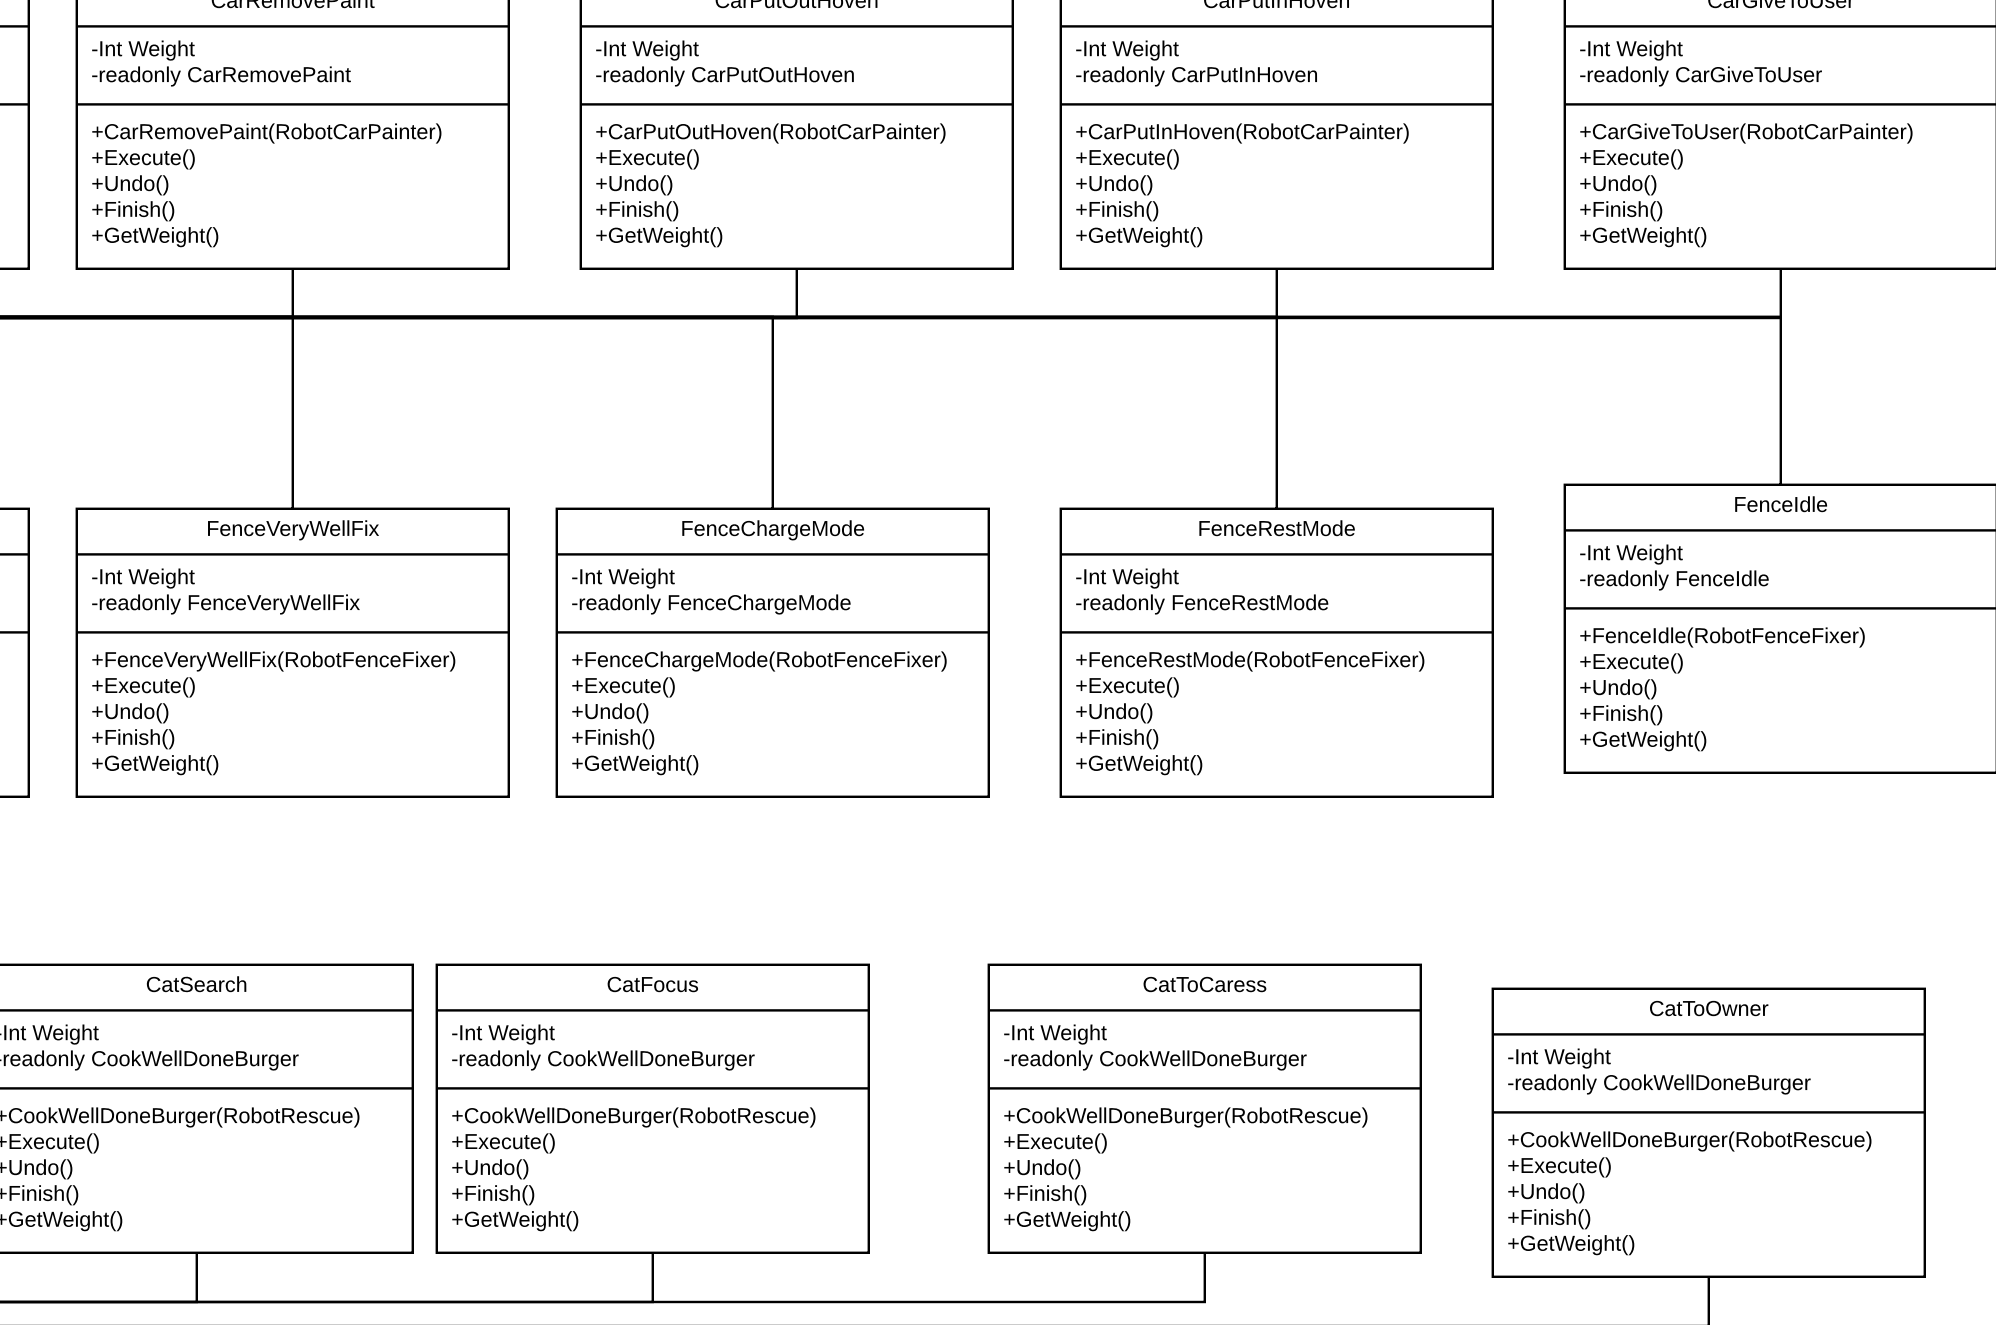 CarRemovePaint
-Int Weight
-readonly CarRemovePaint
+CarRemovePaint(RobotCarPainter)
+Execute()
+Undo()
+Finish()
+GetWeight()
CarPutOutHoven
-Int Weight
-readonly CarPutOutHoven
+CarPutOutHoven(RobotCarPainter)
+Execute()
+Undo()
+Finish()
+GetWeight()
CarPutInHoven
-Int Weight
-readonly CarPutInHoven
+CarPutInHoven(RobotCarPainter)
+Execute()
+Undo()
+Finish()
+GetWeight()
CarGiveToUser
-Int Weight
-readonly CarGiveToUser
+CarGiveToUser(RobotCarPainter)
+Execute()
+Undo()
+Finish()
+GetWeight()
FenceVeryWellFix
-Int Weight
-readonly FenceVeryWellFix
+FenceVeryWellFix(RobotFenceFixer)
+Execute()
+Undo()
+Finish()
+GetWeight()
FenceChargeMode
-Int Weight
-readonly FenceChargeMode
+FenceChargeMode(RobotFenceFixer)
+Execute()
+Undo()
+Finish()
+GetWeight()
FenceRestMode
-Int Weight
-readonly FenceRestMode
+FenceRestMode(RobotFenceFixer)
+Execute()
+Undo()
+Finish()
+GetWeight()
FenceIdle
-Int Weight
-readonly FenceIdle
+FenceIdle(RobotFenceFixer)
+Execute()
+Undo()
+Finish()
+GetWeight()
CatSearch
-Int Weight
-readonly CookWellDoneBurger
+CookWellDoneBurger(RobotRescue)
+Execute()
+Undo()
+Finish()
+GetWeight()
CatFocus
-Int Weight
-readonly CookWellDoneBurger
+CookWellDoneBurger(RobotRescue)
+Execute()
+Undo()
+Finish()
+GetWeight()
CatToCaress
-Int Weight
-readonly CookWellDoneBurger
+CookWellDoneBurger(RobotRescue)
+Execute()
+Undo()
+Finish()
+GetWeight()
CatToOwner
-Int Weight
-readonly CookWellDoneBurger
+CookWellDoneBurger(RobotRescue)
+Execute()
+Undo()
+Finish()
+GetWeight()